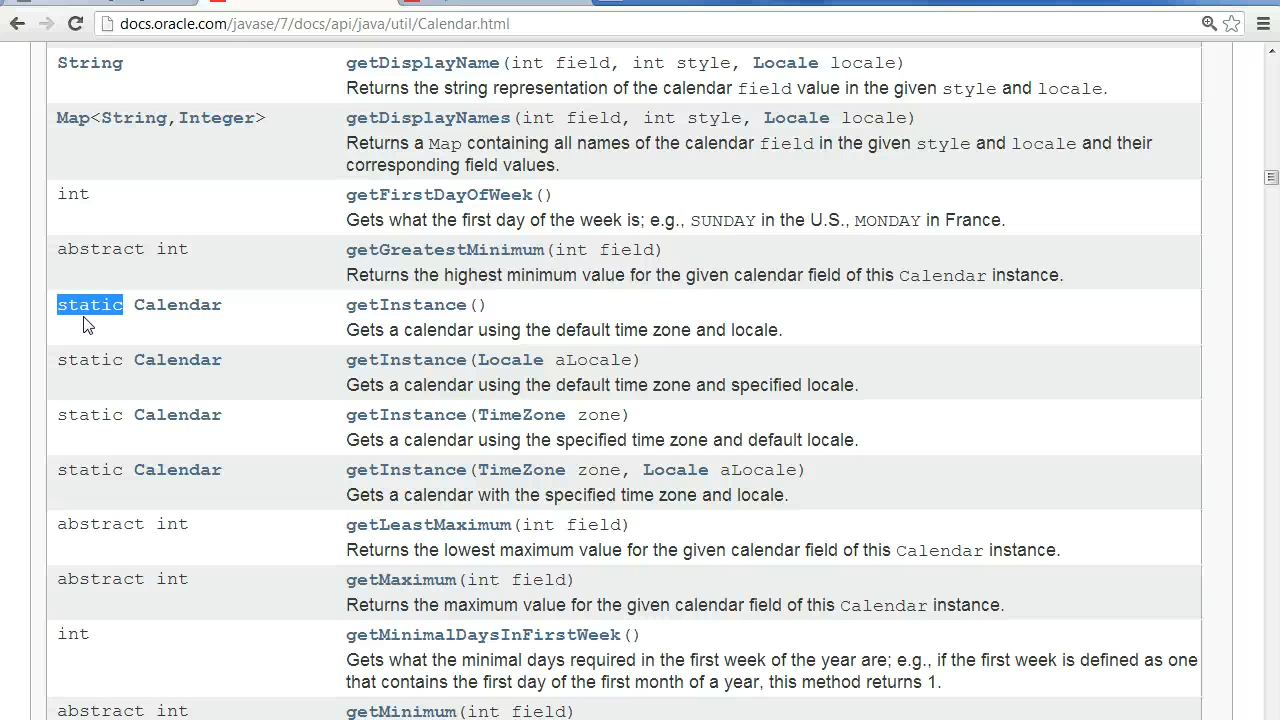 docs.oracle.com/javase/7/docs/api/java/util/Calendar.html
String getDisplayName(int field, int style, Locale locale)
Returns the string representation of the calendar field value in the given style and locale.
Map<String,Integer> getDisplayNames(int field, int style, Locale locale)
Returns a Map containing all names of the calendar field in the given style and locale and their
corresponding field values.
int getFirstDayOfWeek()
Gets what the first day of the week is; e.g., SUNDAY in the U.S., MONDAY in France.
abstract int getGreatestMinimum(int field)
Returns the highest minimum value for the given calendar field of this Calendar instance.
static Calendar getInstance()
Gets a calendar using the default time zone and locale.
static Calendar getInstance(Locale aLocale)
Gets a calendar using the default time zone and specified locale.
static Calendar getInstance(TimeZone zone)
Gets a calendar using the specified time zone and default locale.
static Calendar getInstance(TimeZone zone, Locale aLocale)
Gets a calendar with the specified time zone and locale.
abstract int getLeastMaximum(int field)
Returns the lowest maximum value for the given calendar field of this Calendar instance.
abstract int getMaximum(int field)
Returns the maximum value for the given calendar field of this Calendar instance.
int getMinimalDaysInFirstWeek()
Gets what the minimal days required in the first week of the year are; e.g., if the first week is defined as one
that contains the first day of the first month of a year, this method returns 1.
abstract int getMinimum(int field)